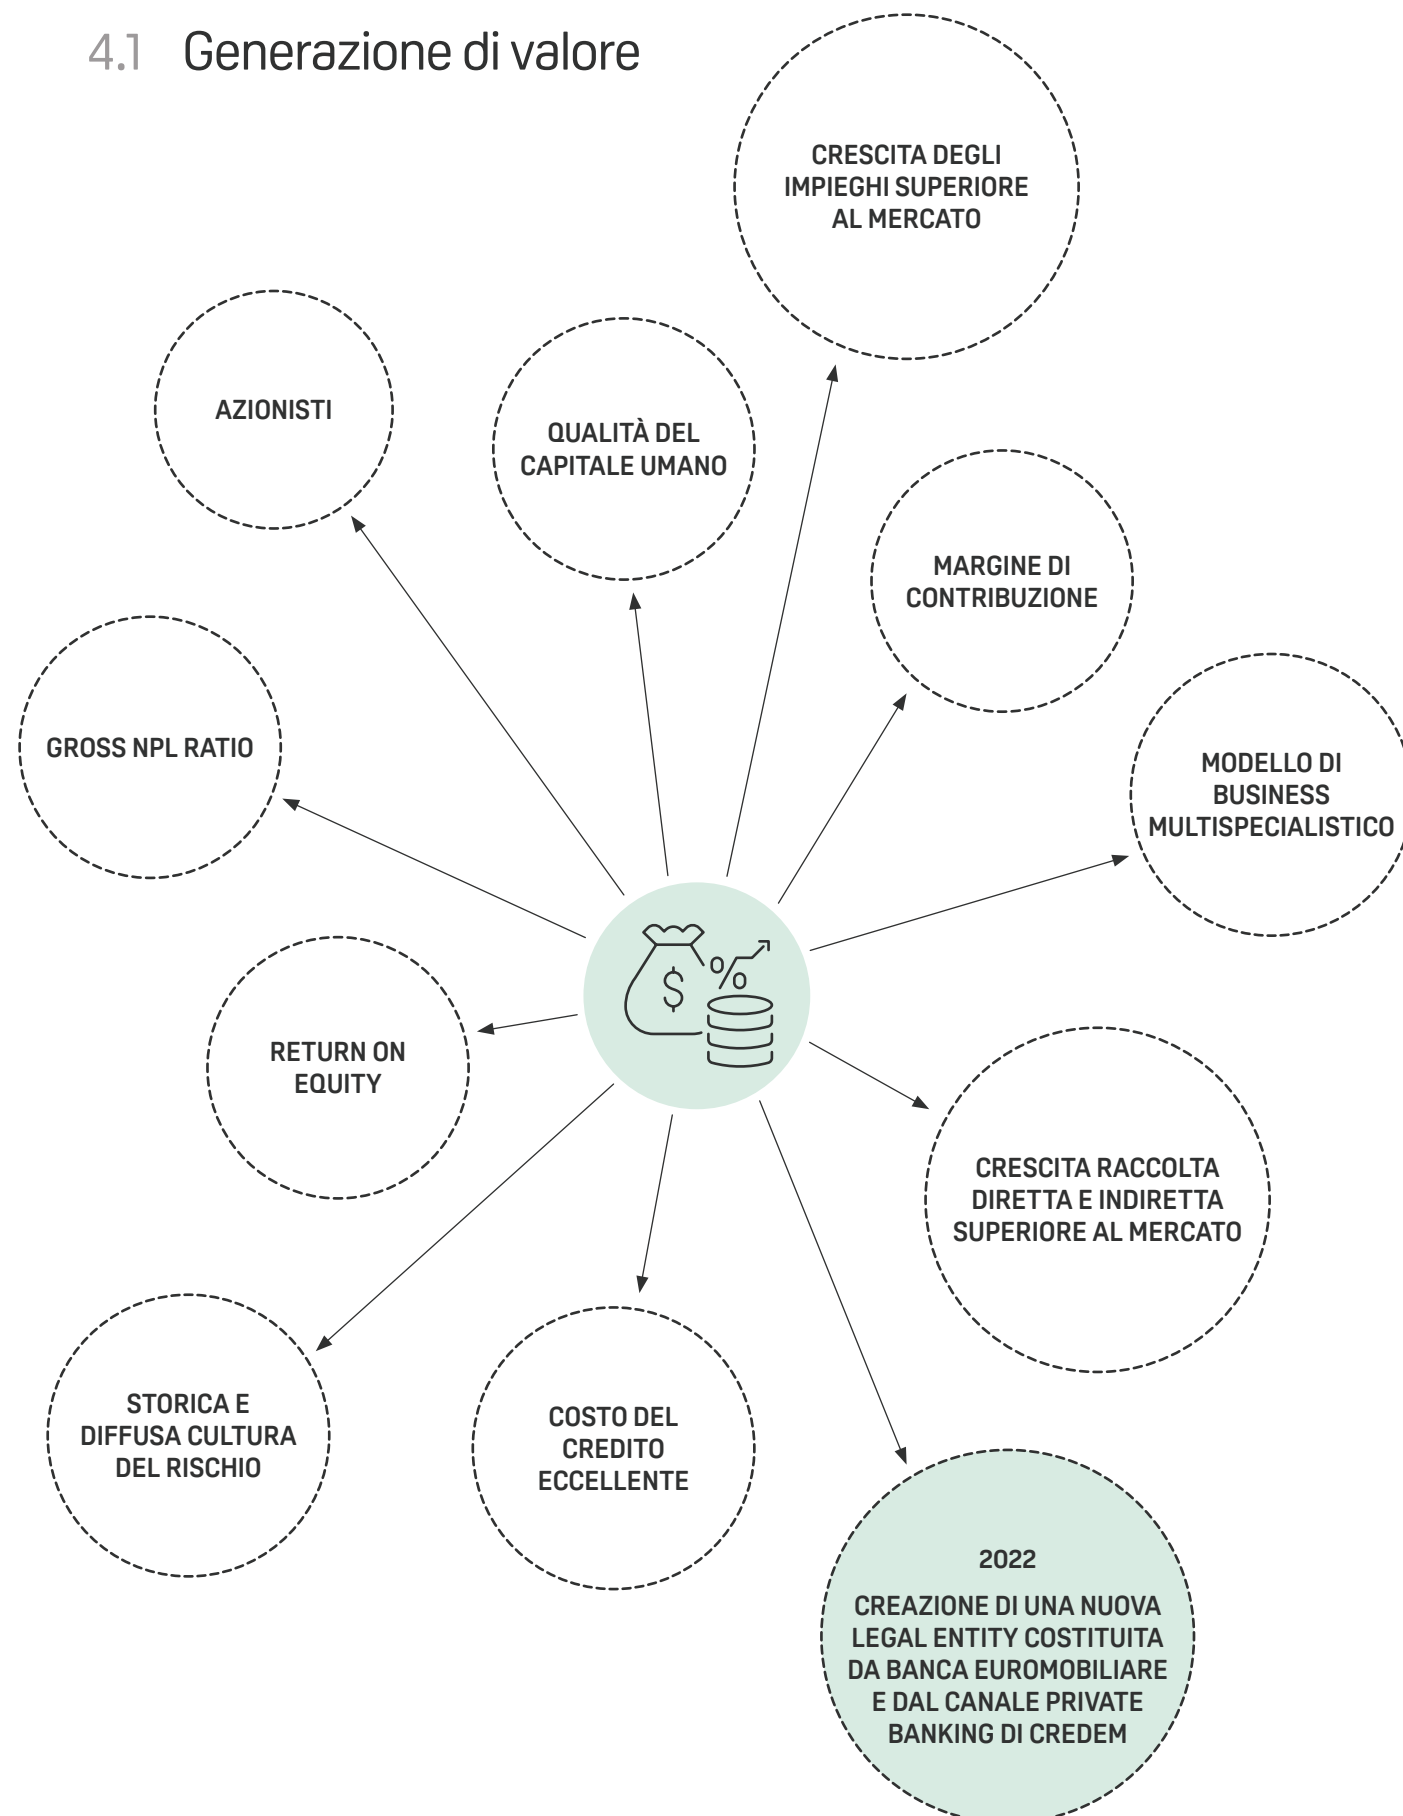 4.1 Generazione di valore
CRESCITA DEGLI
IMPIEGHI SUPERIORE
AL MERCATO
AZIONISTI
QUALITÀ DEL
CAPITALE UMANO
MARGINE DI
CONTRIBUZIONE
GROSS NPL RATIO
MODELLO DI
BUSINESS
MULTISPECIALISTICO
$
%
RETURN ON
EQUITY
CRESCITA RACCOLTA
DIRETTA E INDIRETTA
SUPERIORE AL MERCATO
STORICA E
DIFFUSA CULTURA
DEL RISCHIO
COSTO DEL
CREDITO
ECCELLENTE
2022
CREAZIONE DI UNA NUOVA
LEGAL ENTITY COSTITUITA
DA BANCA EUROMOBILIARE
E DAL CANALE PRIVATE
BANKING DI CREDEM